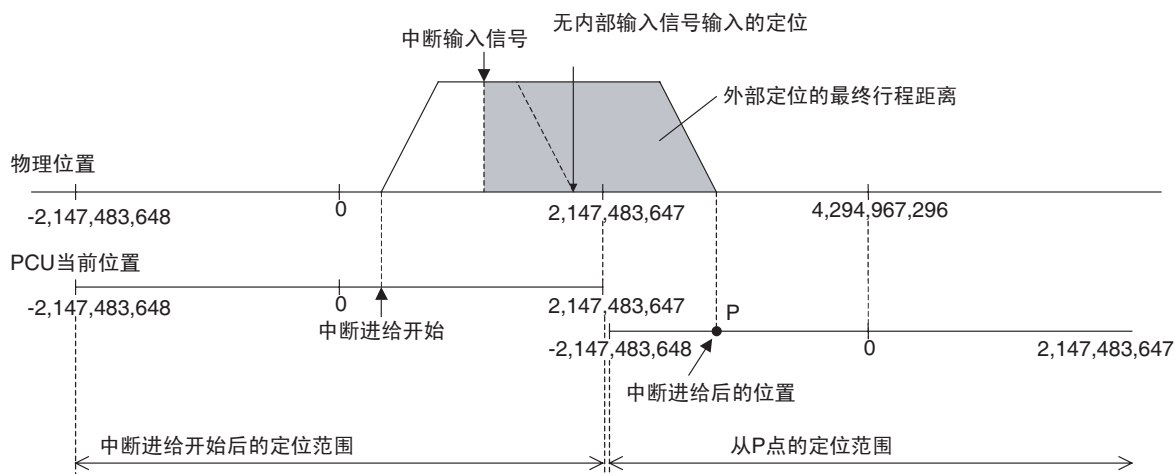 无内部输入信号输入的定位
中断输入信号
外部定位的最终行程距离
物理位置
-2,147,483,648
0
2,147,483,647
4,294,967,296
PCU当前位置
-2,147,483,648
0
2,147,483,647
中断进给开始
P
-2,147,483,648
0
2,147,483,647
中断进给后的位置
中断进给开始后的定位范围
从P点的定位范围